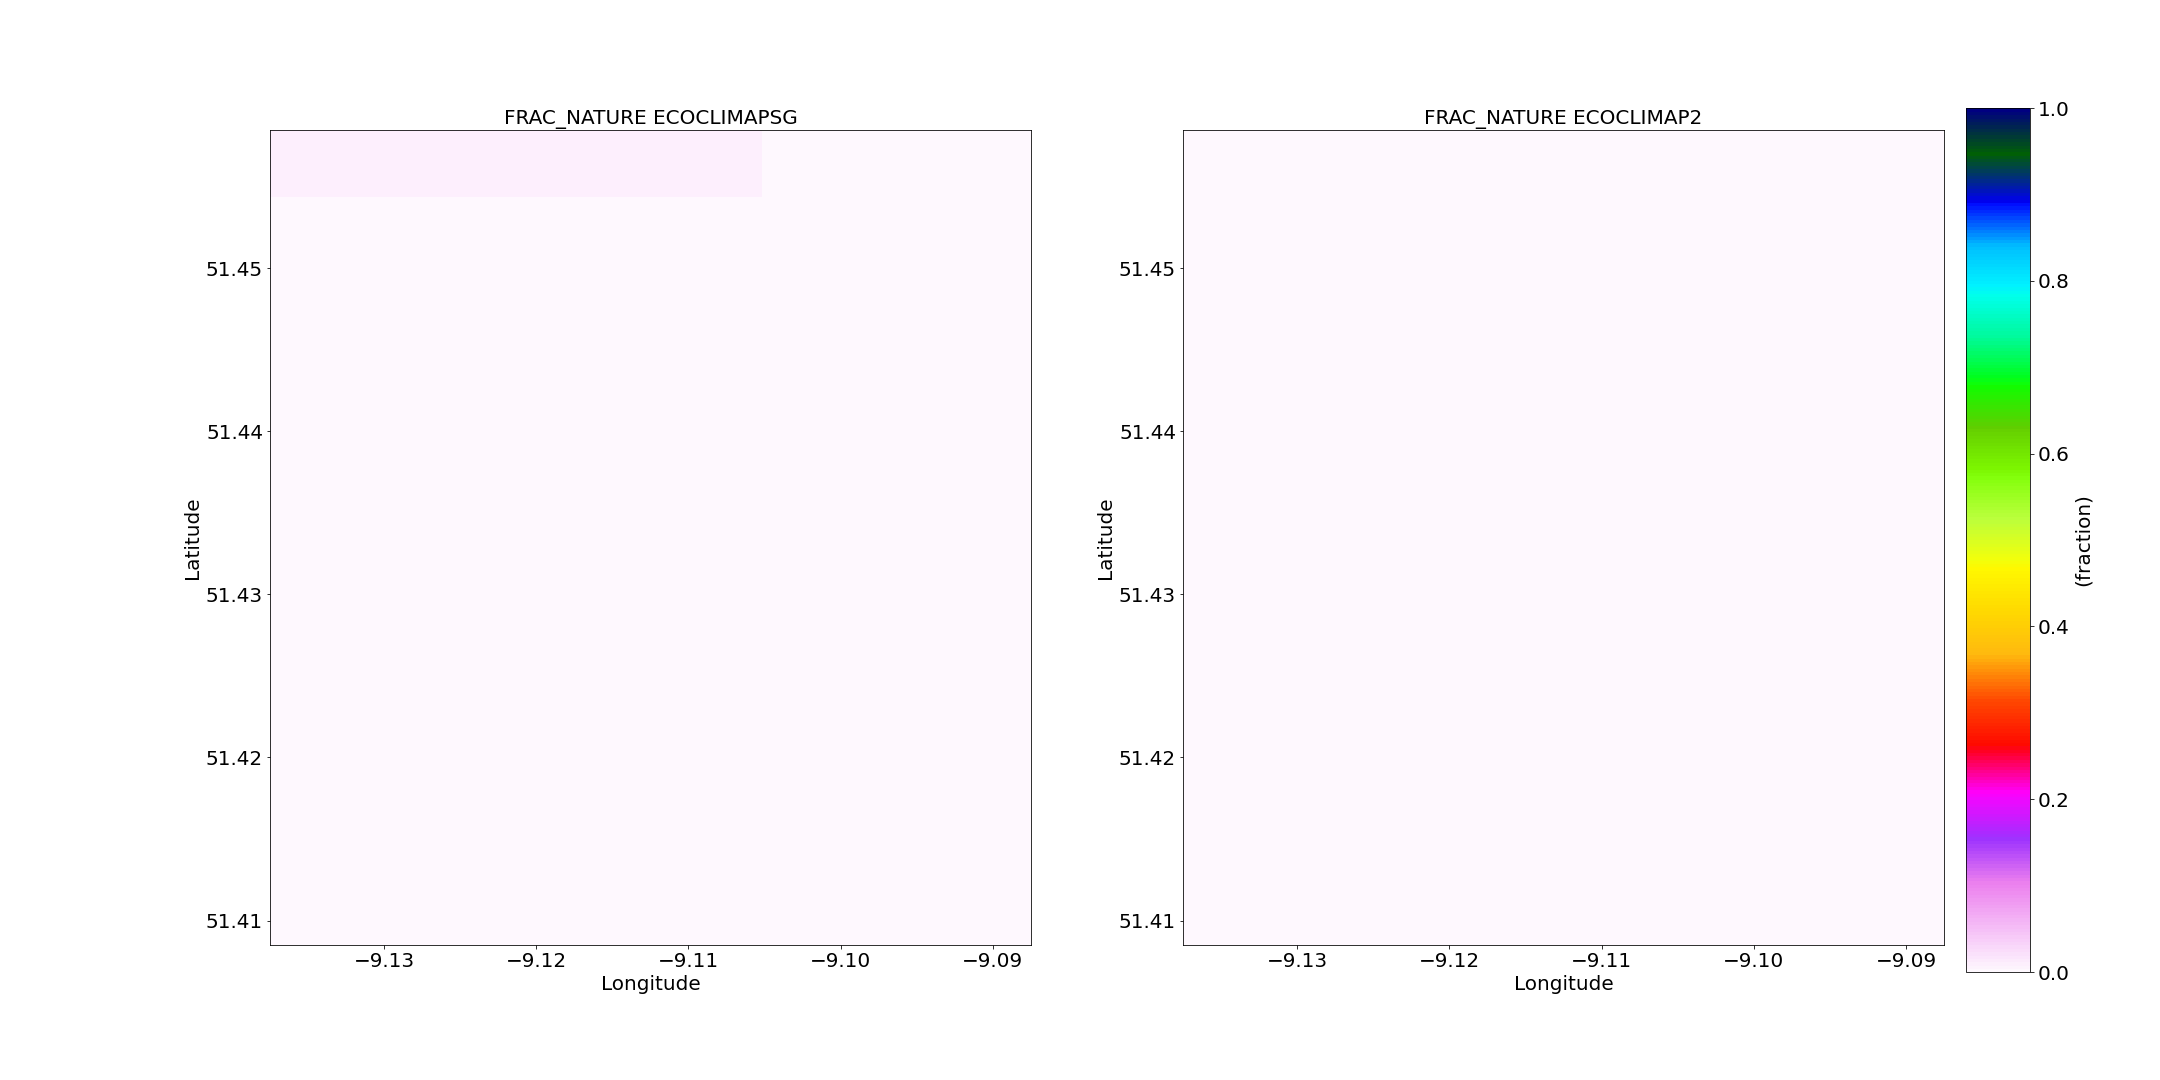 FRAC_NATURE ECOCLIMAPSG
51.45
51.44
51.43
51.42
51.41
Latitude
−9.13 −9.12 −9.11 −9.10 −9.09
Longitude
FRAC_NATURE ECOCLIMAP2
51.45
51.44
51.43
51.42
51.41
Latitude
−9.13 −9.12 −9.11 −9.10 −9.09
Longitude
1.0
0.8
0.6
0.4
0.2
0.0
(fraction)